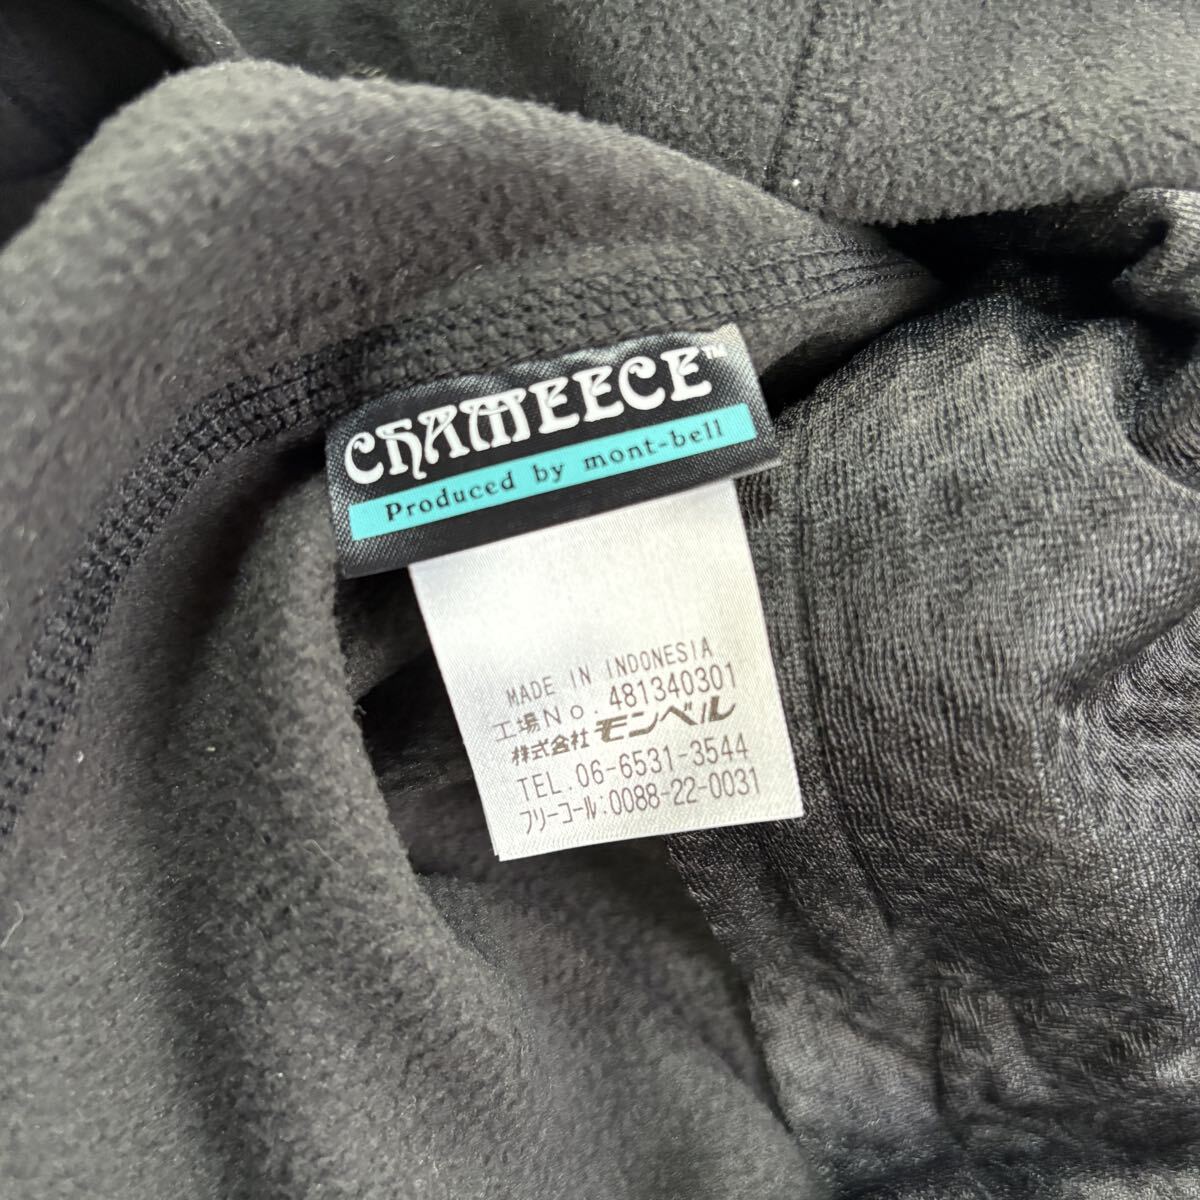 CHAMEECE™
Produced by mont-bell
MADE IN INDONESIA
工場No. 481340301
株式会社 モンベル
TEL. 06-6531-3544
フリーコール:0088-22-0031